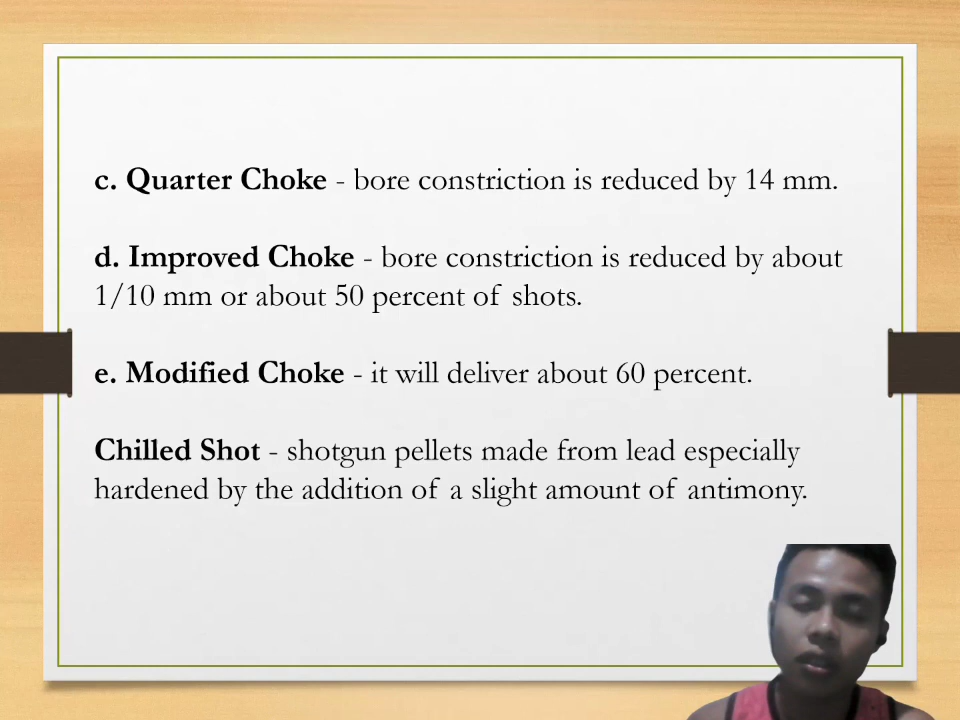 c. Quarter Choke - bore constriction is reduced by 14 mm.
d. Improved Choke - bore constriction is reduced by about
1/10 mm or about 50 percent of shots.
e. Modified Choke - it will deliver about 60 percent.
Chilled Shot - shotgun pellets made from lead especially
hardened by the addition of a slight amount of antimony.